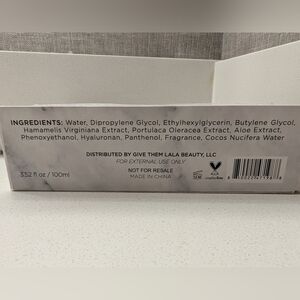 INGREDIENTS: Water, Dipropylene Glycol, Ethylhexylglycerin, Butylene Glycol,
Hamamelis Virginiana Extract, Portulaca Oleracea Extract, Aloe Extract,
Phenoxyethanol, Hyaluronan, Panthenol, Fragrance, Cocos Nucifera Water
DISTRIBUTED BY GIVE THEM LALA BEAUTY, LLC
FOR EXTERNAL USE ONLY
NOT FOR RESALE
MADE IN CHINA
3.52 fl oz / 100ml